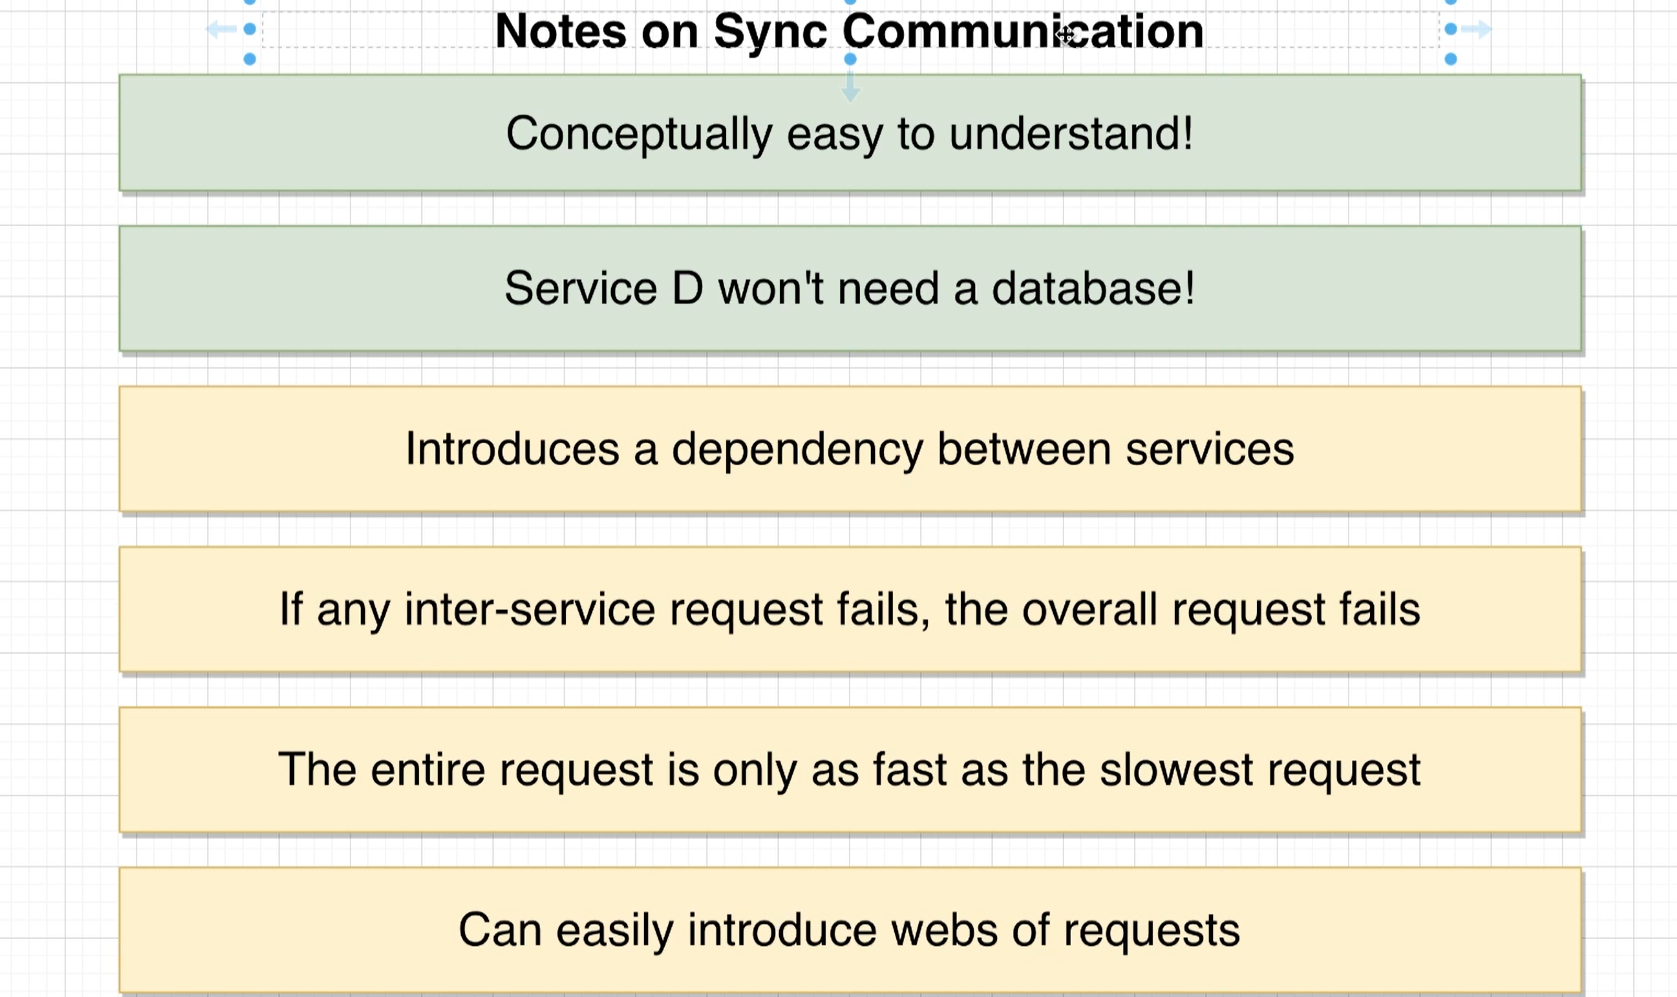 Notes on Sync Communication
Conceptually easy to understand!
Service D won't need a database!
Introduces a dependency between services
If any inter-service request fails, the overall request fails
The entire request is only as fast as the slowest request
Can easily introduce webs of requests